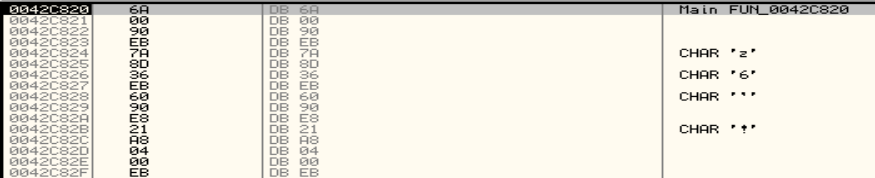 0042C820 6A DB 6A Main FUN_0042C820
0042C821 00 DB 00
0042C822 90 DB 90
0042C823 EB DB EB
0042C824 7A DB 7A CHAR 'z'
0042C825 8D DB 8D
0042C826 36 DB 36 CHAR '6'
0042C827 EB DB EB
0042C828 60 DB 60 CHAR '`'
0042C829 90 DB 90
0042C82A E8 DB E8
0042C82B 21 DB 21 CHAR '!'
0042C82C A8 DB A8
0042C82D 04 DB 04
0042C82E 00 DB 00
0042C82F EB DB EB